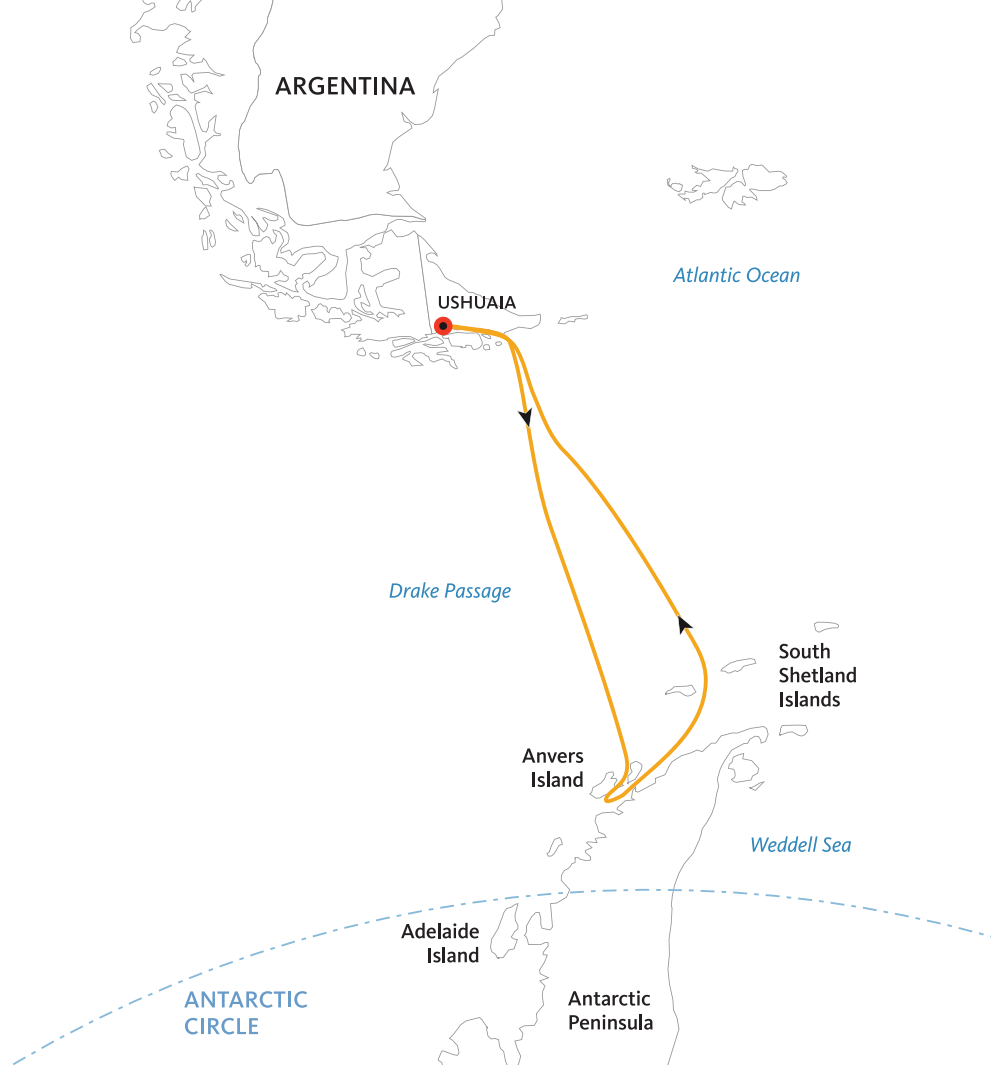 ARGENTINA
Atlantic Ocean
USHUAIA
Drake Passage
South
Shetland
Islands
Anvers
Island
Weddell Sea
Adelaide
Island
ANTARCTIC
CIRCLE
Antarctic
Peninsula